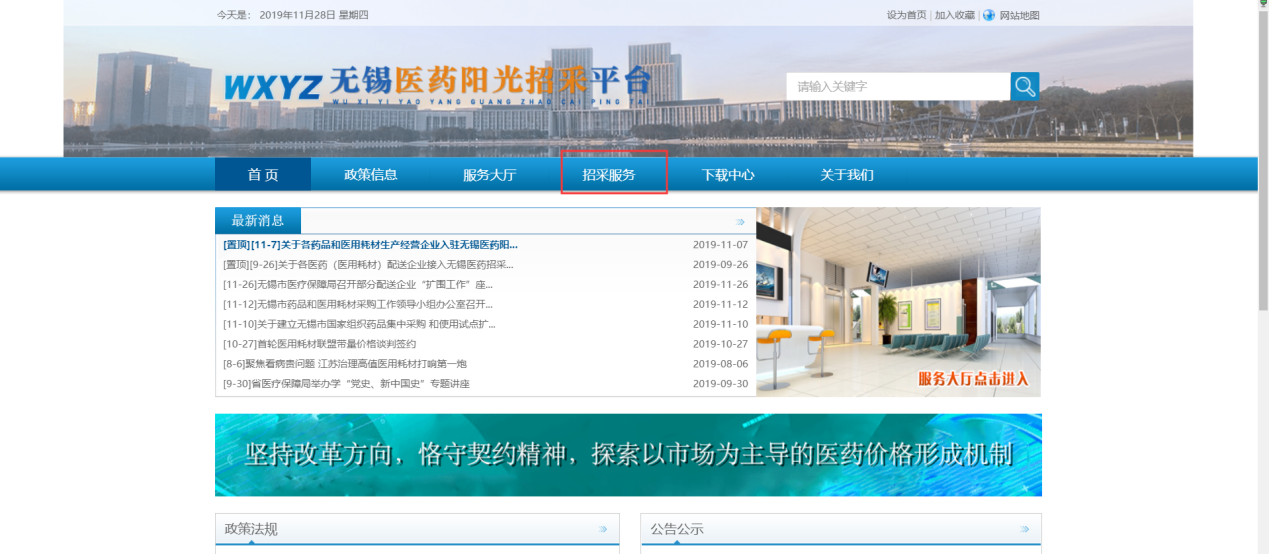 今天是： 2019年11月28日 星期四
设为首页 | 加入收藏 | 网站地图
WXYZ 无锡医药阳光招采平台
WU XI YI YAO YANG GUANG ZHAO CAI PING TAI
请输入关键字
首 页 政策信息 服务大厅 招采服务 下载中心 关于我们
最新消息
[置顶][11-7]关于各药品和医用耗材生产经营企业入驻无锡医药阳... 2019-11-07
[置顶][9-26]关于各医药（医用耗材）配送企业接入无锡医药招采... 2019-09-26
[11-26]无锡市医疗保障局召开部分配送企业“扩围工作”座... 2019-11-26
[11-12]无锡市药品和医用耗材采购工作领导小组办公室召开... 2019-11-12
[11-10]关于建立无锡市国家组织药品集中采购 和使用试点扩... 2019-11-10
[10-27]首轮医用耗材联盟带量价格谈判签约 2019-10-27
[8-6]聚焦看病贵问题 江苏治理高值医用耗材打响第一炮 2019-08-06
[9-30]省医疗保障局举办学“党史、新中国史”专题讲座 2019-09-30
服务大厅点击进入
坚持改革方向，恪守契约精神，探索以市场为主导的医药价格形成机制
政策法规
公告公示